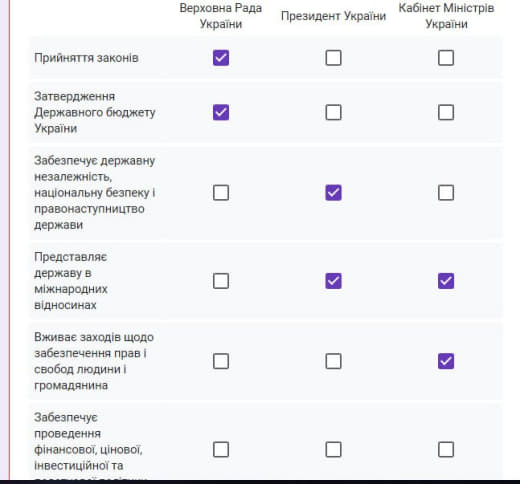 Верховна Рада України
Президент України
Кабінет Міністрів України
Прийняття законів
Затвердження
Державного бюджету
України
Забезпечує державну
незалежність,
національну безпеку і
правонаступництво
держави
Представляє
державу в
міжнародних
відносинах
Вживає заходів щодо
забезпечення прав і
свобод людини і
громадянина
Забезпечує
проведення
фінансової, цінової,
інвестиційної та